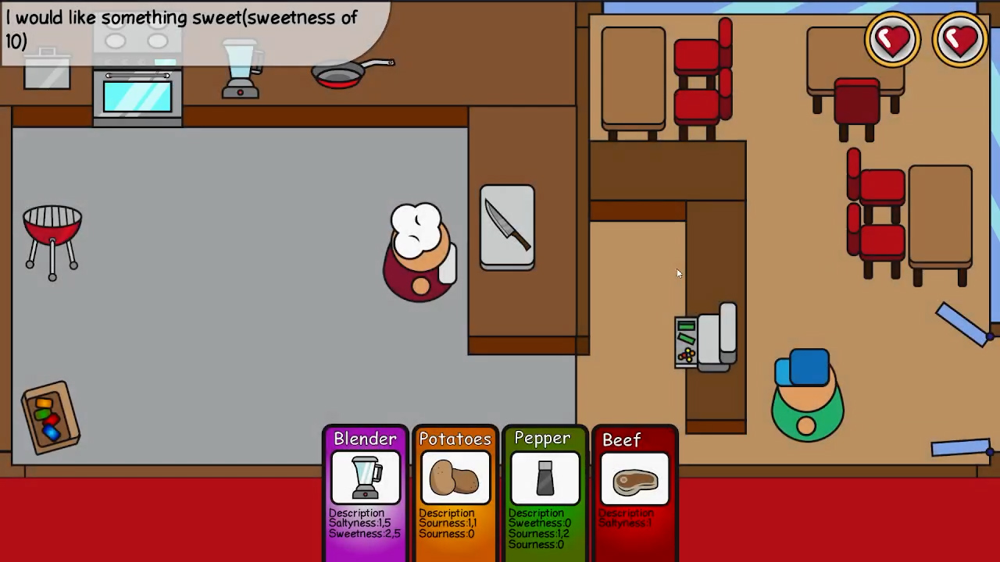 I would like something sweet(sweetness of
10)
Blender
Description
Saltyness:1,5
Sweetness:2,5
Potatoes
Description
Sourness:1,1
Sourness:0
Pepper
Description
Sweetness:0
Sourness:1,2
Sourness:0
Beef
Description
Saltyness:1